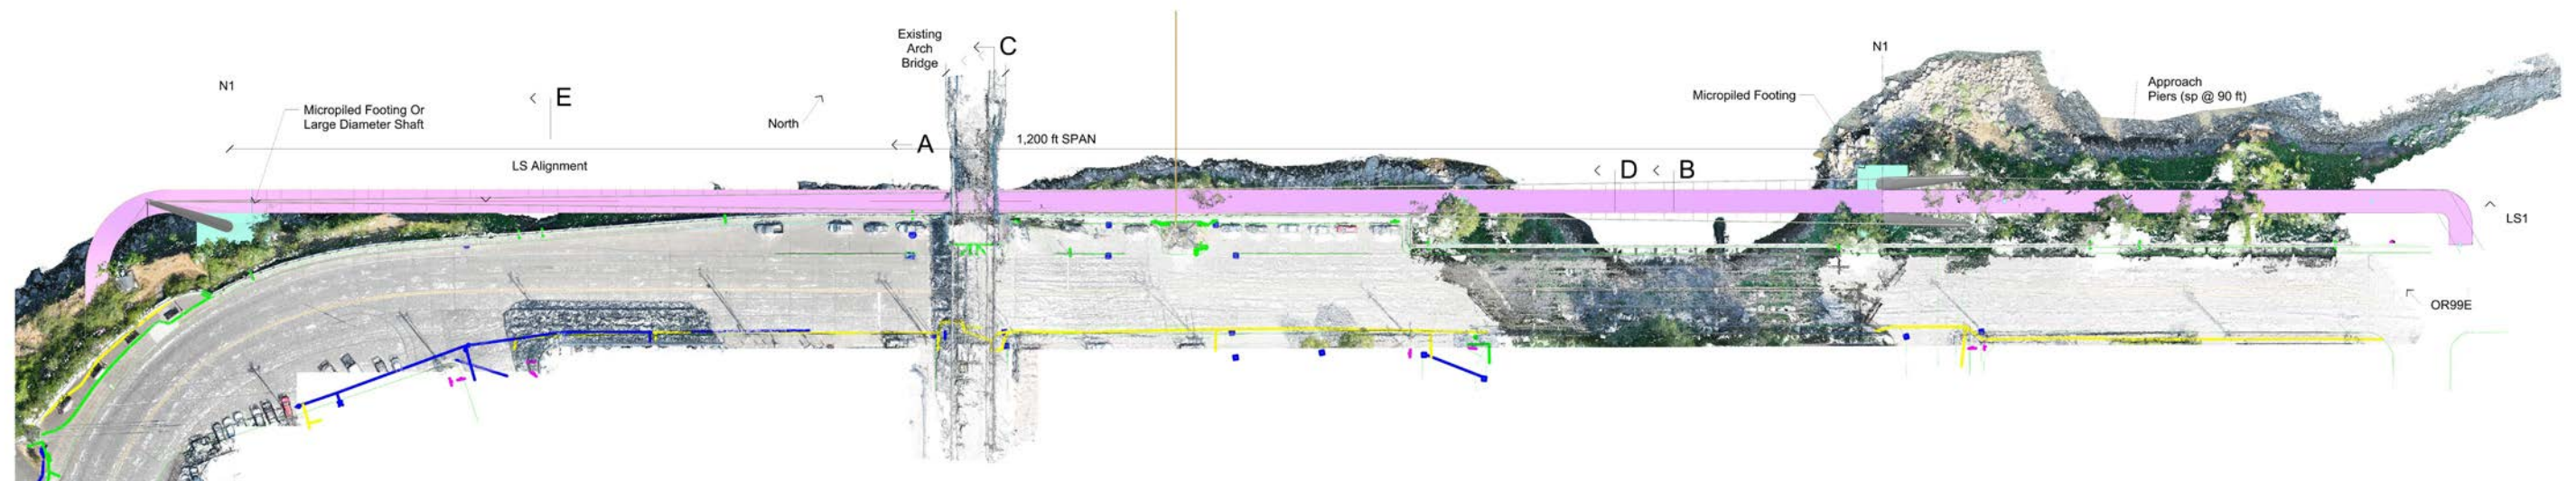 Existing
Arch
Bridge
C
N1
N1
E
Micropiled Footing Or
Large Diameter Shaft
North
A
1,200 ft SPAN
Micropiled Footing
Approach
Piers (sp @ 90 ft)
LS Alignment
D
B
LS1
OR99E